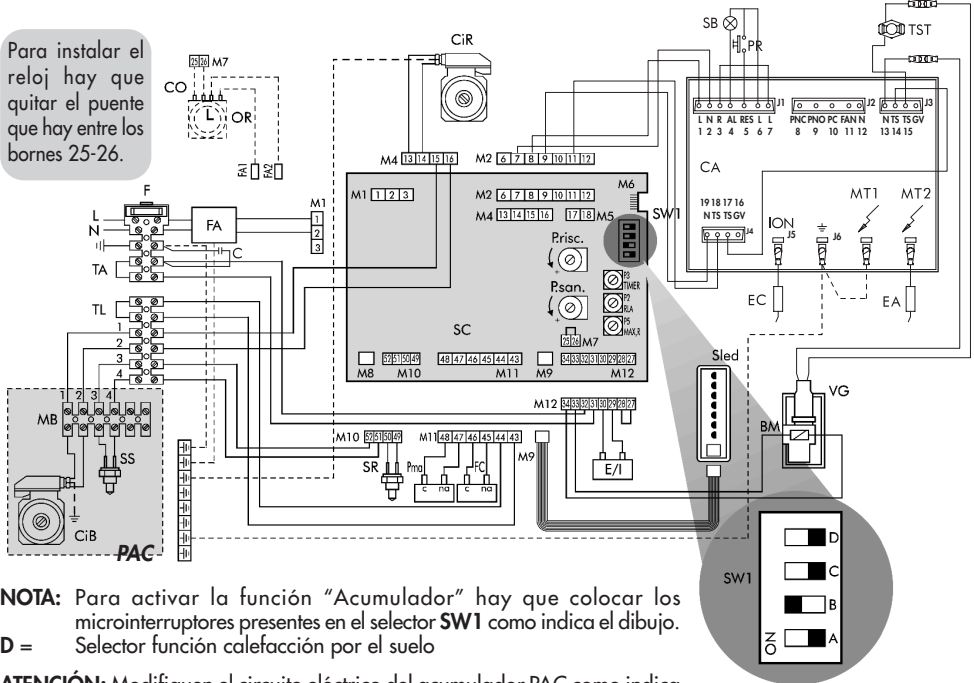 Para instalar el
reloj hay que
quitar el puente
que hay entre los
bornes 25-26.
25 26 M7
CO
L
OR
FA1
FA2
CiR
SB
PR
TST
J1
J2
J3
L N R AL RES L L
1 2 3 4 5 6 7
PNC PNO PC FAN N
8 9 10 11 12
N TS TS GV
13 14 15
CA
19 18 17 16
N TS TS GV
J4
ION
J5
J6
MT1
MT2
EC
EA
M4 13 14 15 16
M2 6 7 8 9 10 11 12
M1 1 2 3
M2 6 7 8 9 10 11 12
M4 13 14 15 16
17 18 M5
M6
SW1
P.risc.
+
P.san.
+
P3
TIMER
P2
RLA
P5
MAX,R
25 26 M7
SC
M8
52 51 50 49
M10
48 47 46 45 44 43
M11
M9
34 33 32 31 30 29 28 27
M12
F
L
N
FA
M1
1
2
3
C
TA
TL
1
2
3
4
1 2 3 4
MB
SS
CiB
PAC
M10 52 51 50 49
SR
M11 48 47 46 45 44 43
Pma
c na
FC
c na
M9
M12 34 33 32 31 30 29 28 27
E/I
Sled
VG
BM
SW1
D
C
B
A
ON
NOTA: Para activar la función “Acumulador” hay que colocar los
microinterruptores presentes en el selector SW1 como indica el dibujo.
D = Selector función calefacción por el suelo
ATENCIÓN: Modifiquen el circuito eléctrico del acumulador PAC como indica